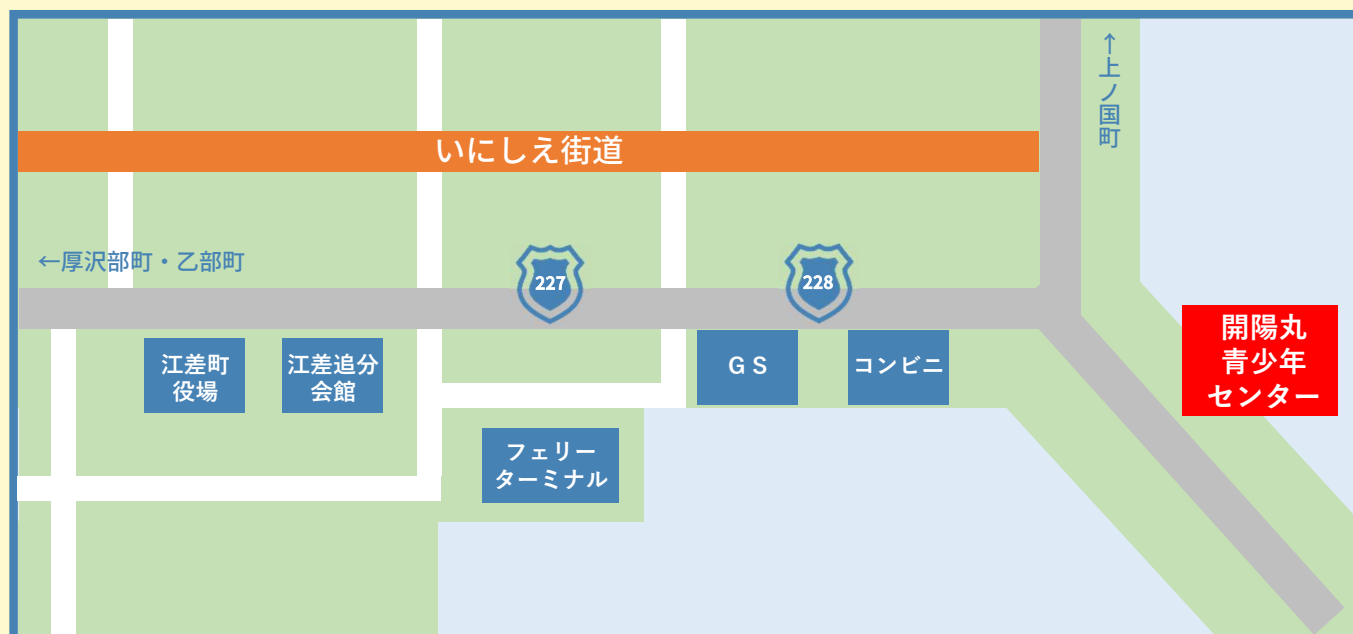 ↑上ノ国町
いにしえ街道
←厚沢部町・乙部町
227
228
江差町
役場
江差追分
会館
ＧＳ
コンビニ
開陽丸
青少年
センター
フェリー
ターミナル